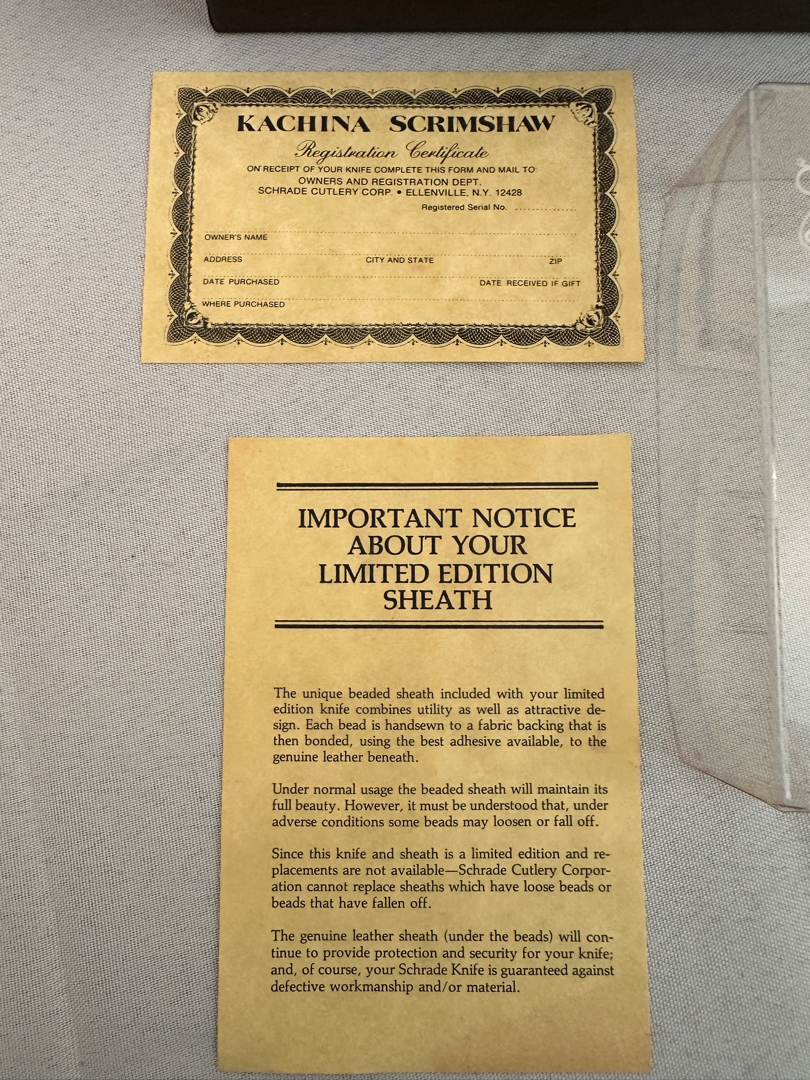 KACHINA SCRIMSHAW
Registration Certificate
ON RECEIPT OF YOUR KNIFE COMPLETE THIS FORM AND MAIL TO:
OWNERS AND REGISTRATION DEPT.
SCHRADE CUTLERY CORP. • ELLENVILLE, N.Y. 12428
Registered Serial No.
OWNER'S NAME
ADDRESS CITY AND STATE ZIP
DATE PURCHASED DATE RECEIVED IF GIFT
WHERE PURCHASED
IMPORTANT NOTICE
ABOUT YOUR
LIMITED EDITION
SHEATH
The unique beaded sheath included with your limited
edition knife combines utility as well as attractive de-
sign. Each bead is handsewn to a fabric backing that is
then bonded, using the best adhesive available, to the
genuine leather beneath.
Under normal usage the beaded sheath will maintain its
full beauty. However, it must be understood that, under
adverse conditions some beads may loosen or fall off.
Since this knife and sheath is a limited edition and re-
placements are not available—Schrade Cutlery Corpor-
ation cannot replace sheaths which have loose beads or
beads that have fallen off.
The genuine leather sheath (under the beads) will con-
tinue to provide protection and security for your knife;
and, of course, your Schrade Knife is guaranteed against
defective workmanship and/or material.